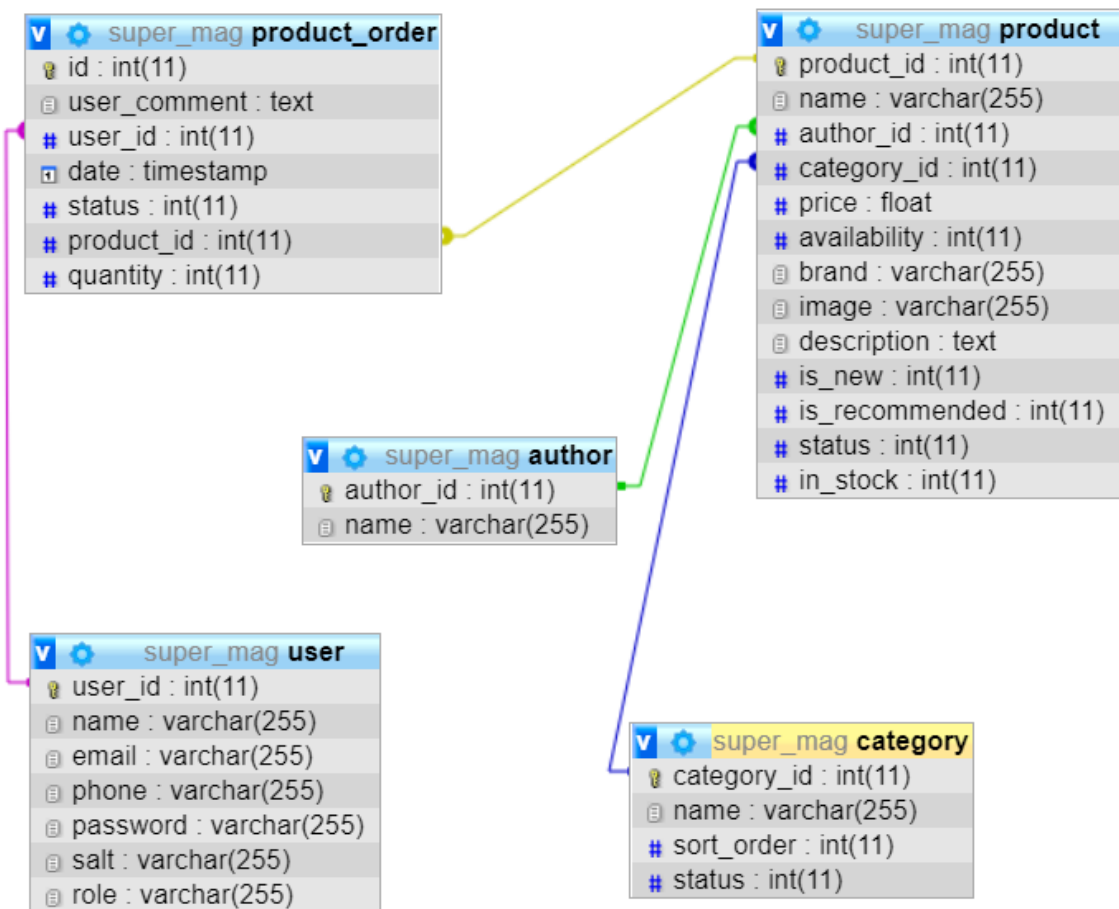 v super_mag product_order
id : int(11)
user_comment : text
# user_id : int(11)
date : timestamp
# status : int(11)
# product_id : int(11)
# quantity : int(11)
v super_mag product
product_id : int(11)
name : varchar(255)
# author_id : int(11)
# category_id : int(11)
# price : float
# availability : int(11)
brand : varchar(255)
image : varchar(255)
description : text
# is_new : int(11)
# is_recommended : int(11)
# status : int(11)
# in_stock : int(11)
v super_mag author
author_id : int(11)
name : varchar(255)
v super_mag user
user_id : int(11)
name : varchar(255)
email : varchar(255)
phone : varchar(255)
password : varchar(255)
salt : varchar(255)
role : varchar(255)
v super_mag category
category_id : int(11)
name : varchar(255)
# sort_order : int(11)
# status : int(11)